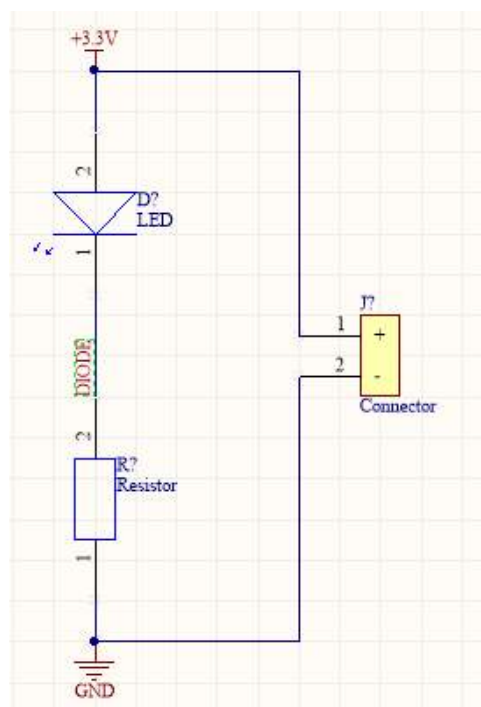 +3.3V
2
D?
LED
1
DIODE
J?
1
+
2
-
Connector
2
R?
Resistor
1
GND